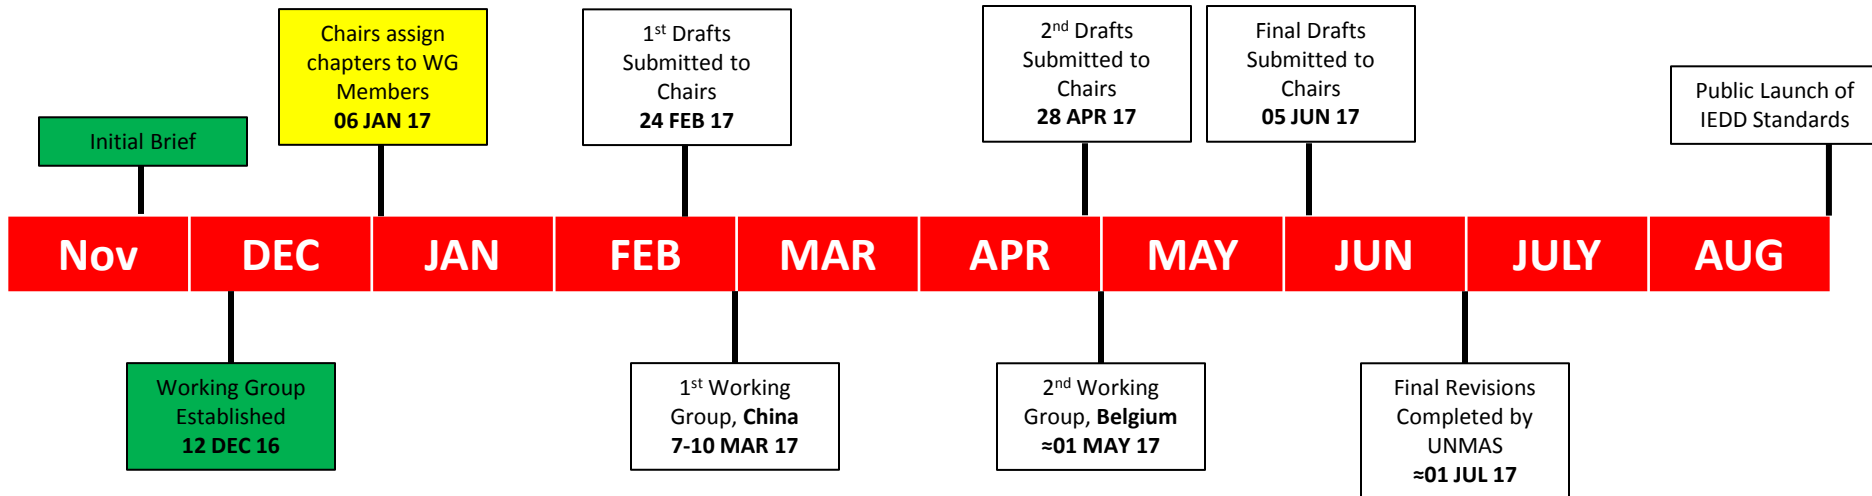 Chairs assign
chapters to WG
Members
06 JAN 17
1st Drafts
Submitted to
Chairs
24 FEB 17
2nd Drafts
Submitted to
Chairs
28 APR 17
Final Drafts
Submitted to
Chairs
05 JUN 17
Public Launch of
IEDD Standards
Initial Brief
Nov DEC JAN FEB MAR APR MAY JUN JULY AUG
Working Group
Established
12 DEC 16
1st Working
Group, China
7-10 MAR 17
2nd Working
Group, Belgium
≈01 MAY 17
Final Revisions
Completed by
UNMAS
≈01 JUL 17